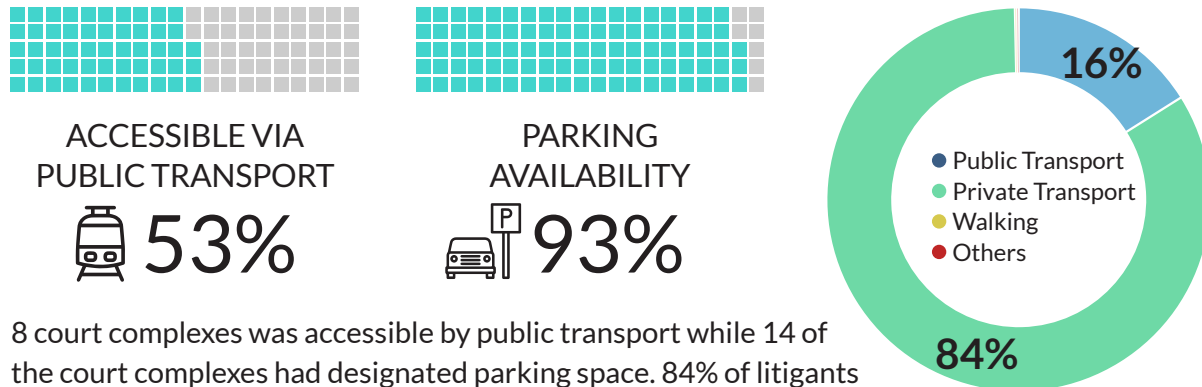 ACCESSIBLE VIA
PUBLIC TRANSPORT
53%
PARKING
AVAILABILITY
P
93%
16%
Public Transport
Private Transport
Walking
Others
84%
8 court complexes was accessible by public transport while 14 of
the court complexes had designated parking space. 84% of litigants